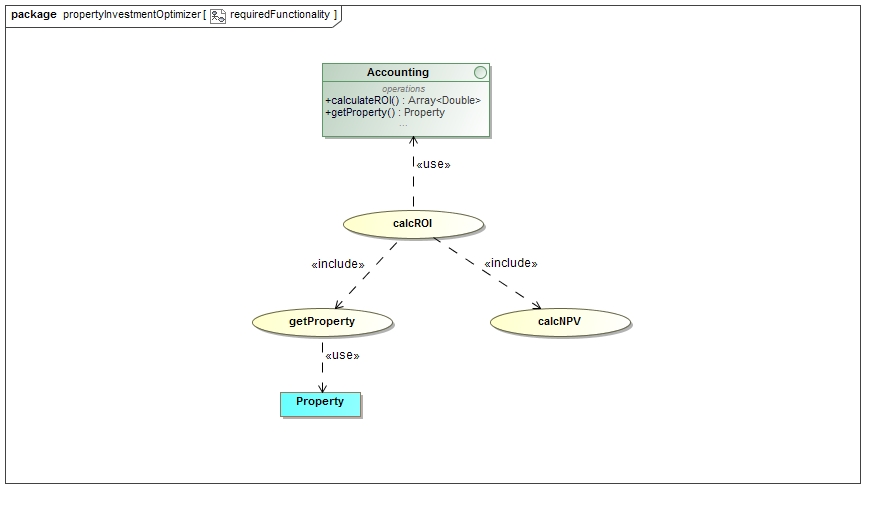 package propertyInvestmentOptimizer [ requiredFunctionality ]
Accounting
operations
+calculateROI() : Array<Double>
+getProperty() : Property
...
«use»
calcROI
«include» «include»
getProperty calcNPV
«use»
Property